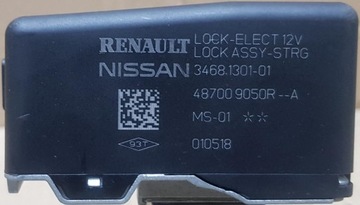 RENAULT LOCK-ELECT 12V
LOCK ASSY-STRG
NISSAN 3468.1301-01
48700 9050R--A
MS-01 **
93T 010518